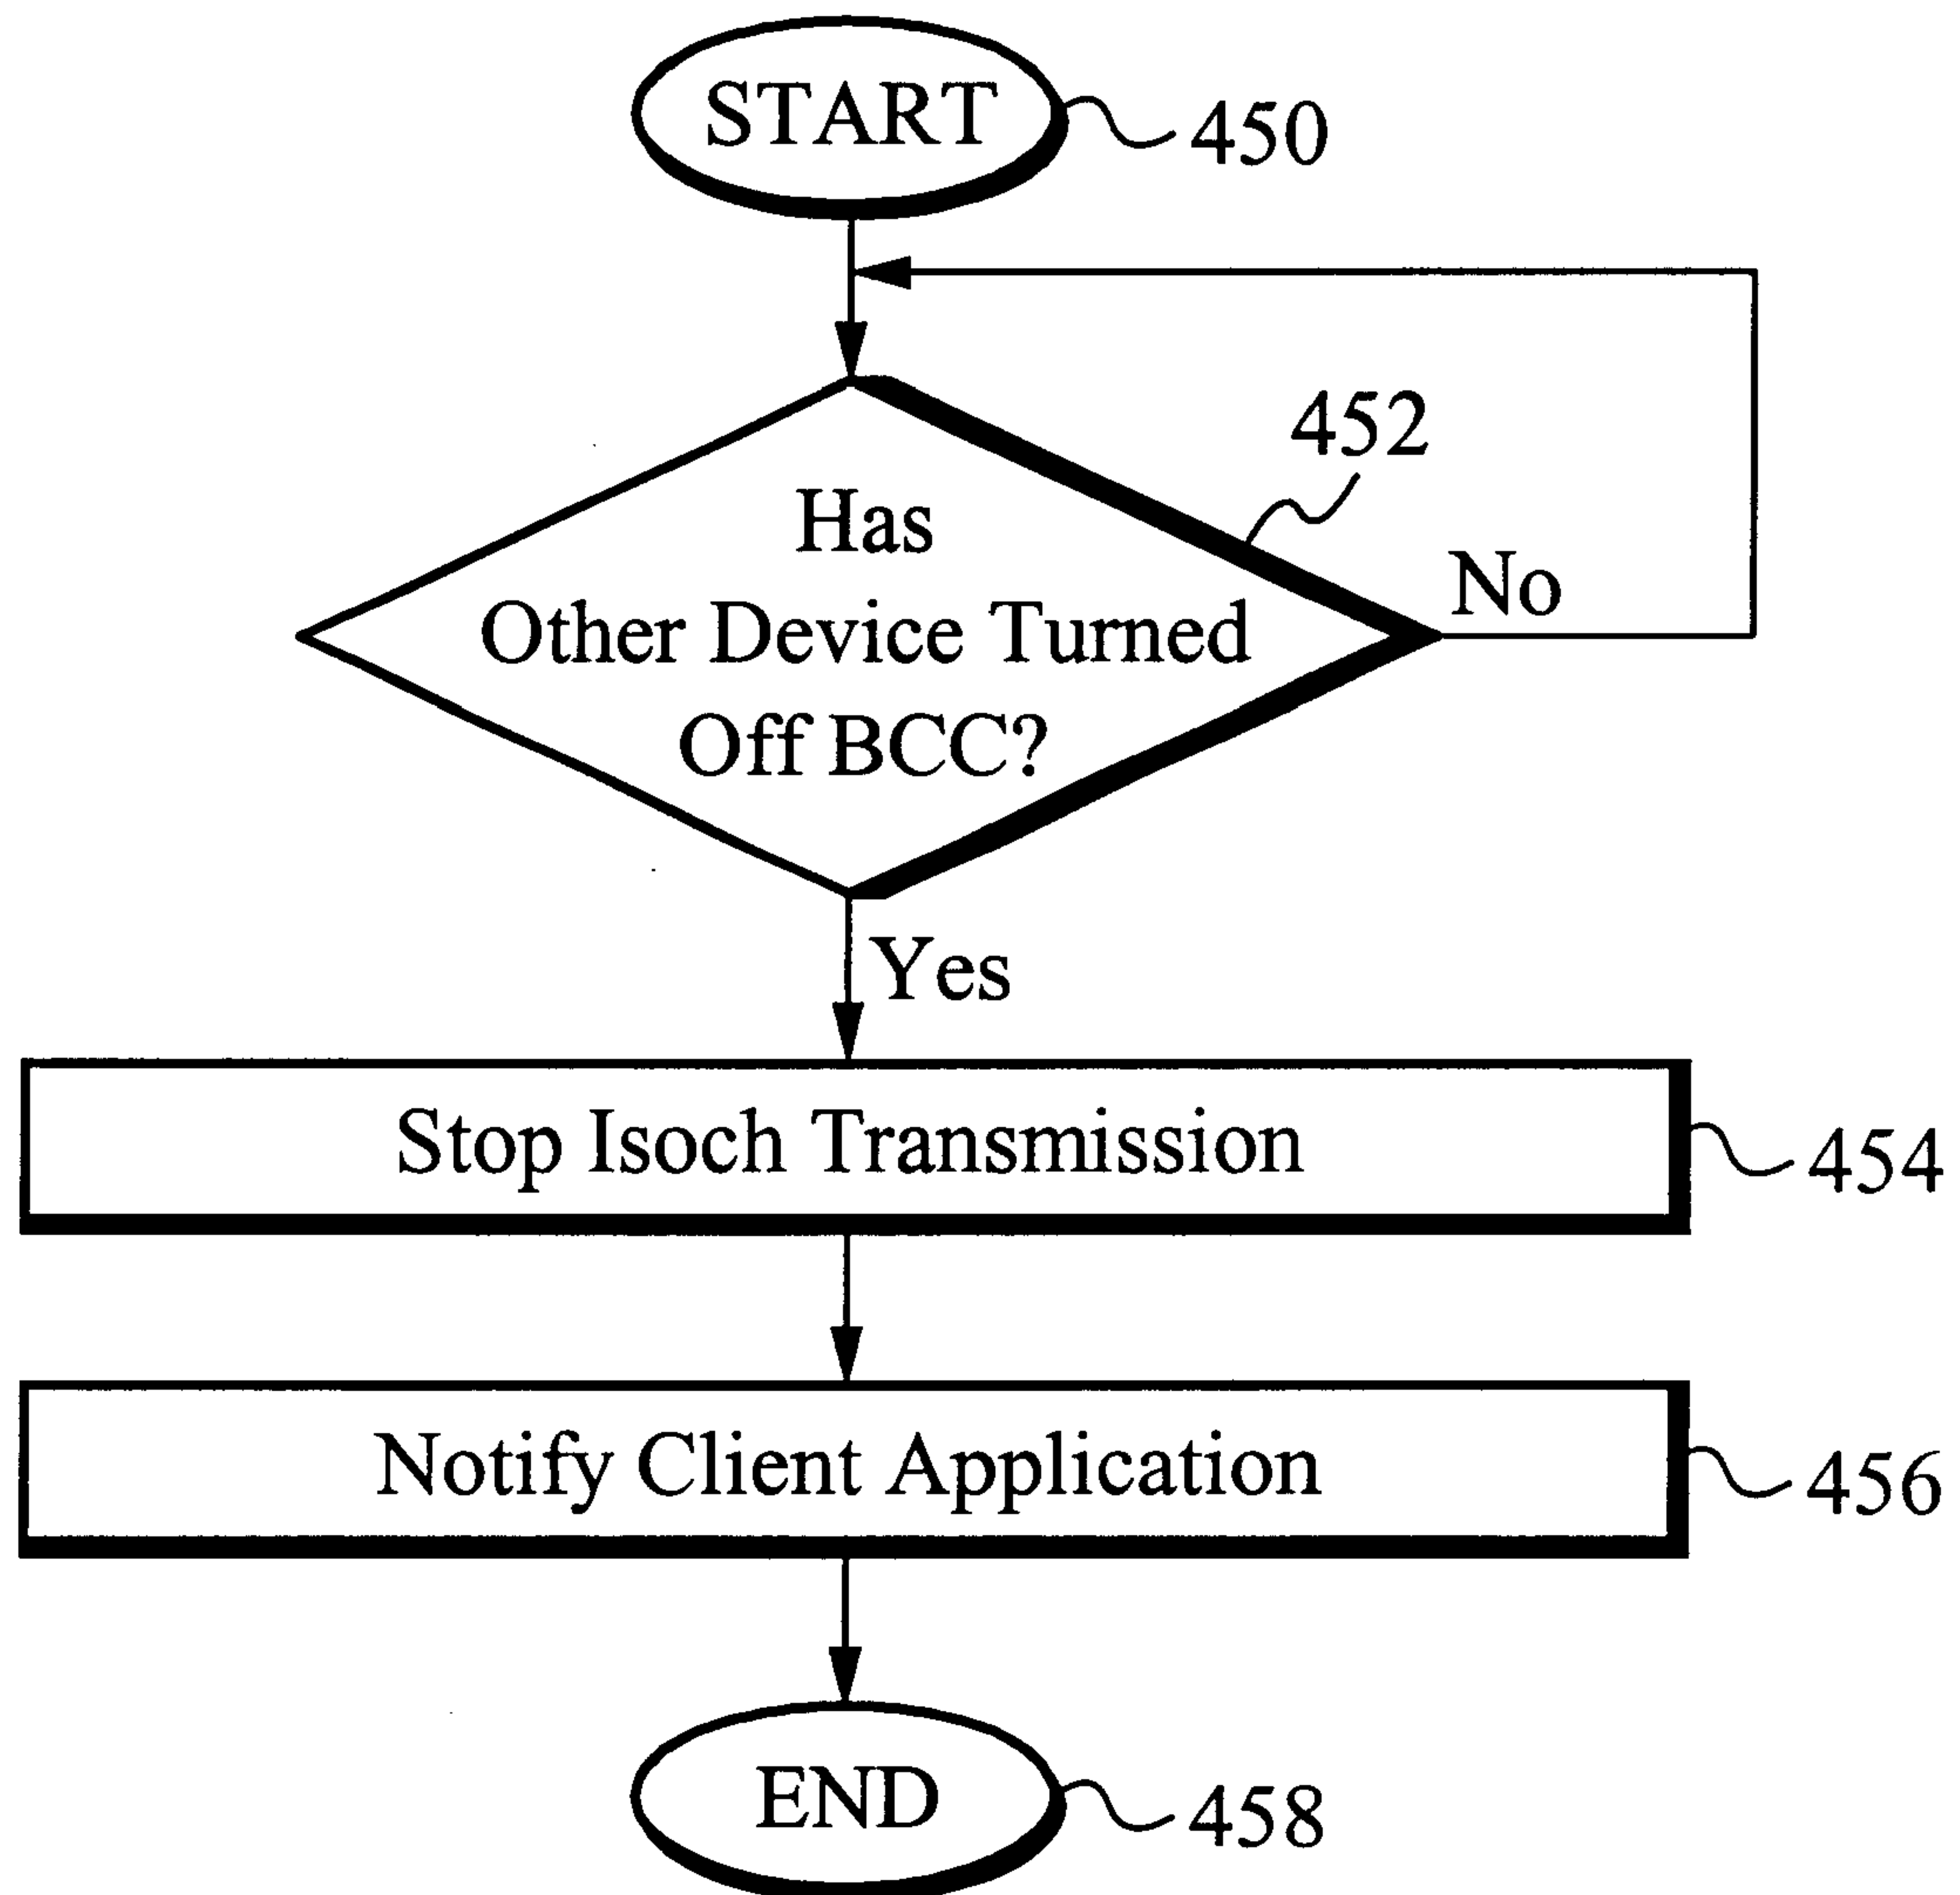 START
450
452
Has
Other Device Turned
Off BCC?
No
Yes
Stop Isoch Transmission
454
Notify Client Application
456
END
458